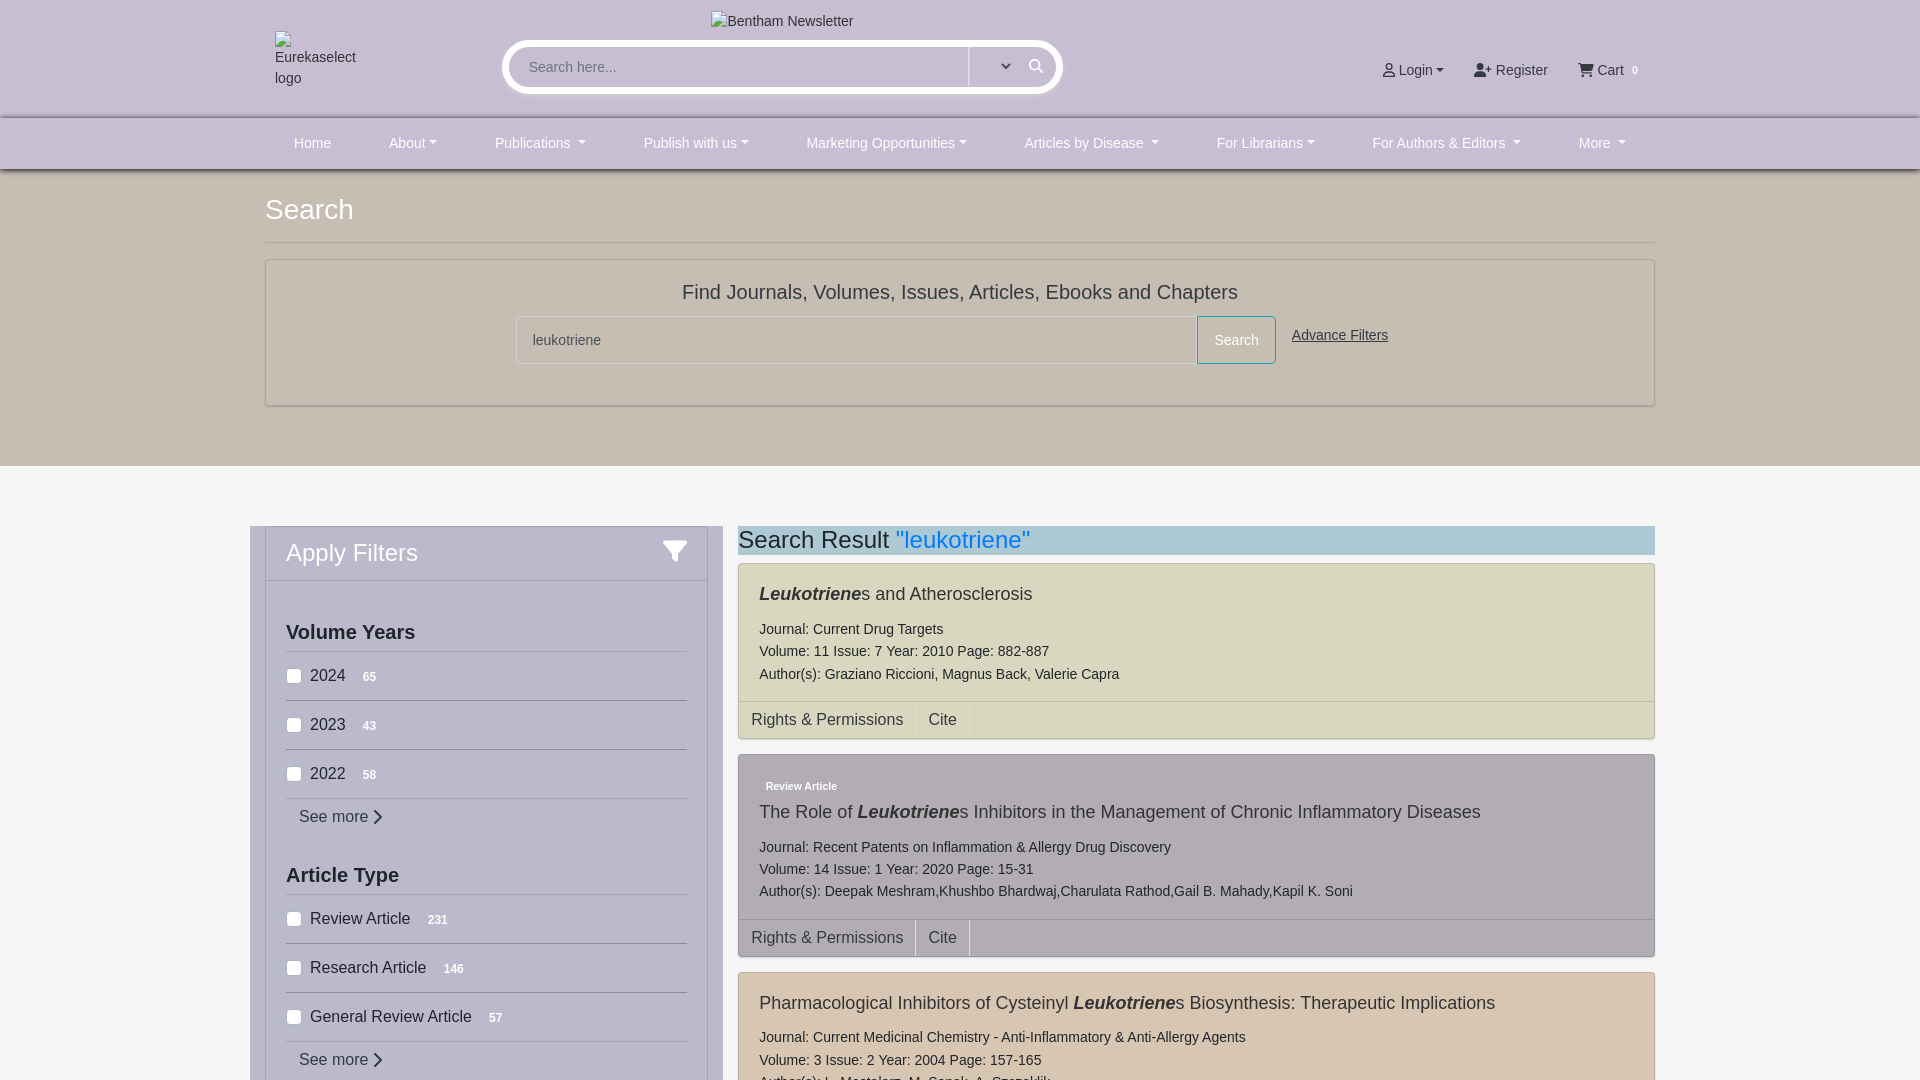 Bentham Newsletter
Eurekaselect
logo
Search here...
Login
Register
Cart 0
Home
About
Publications
Publish with us
Marketing Opportunities
Articles by Disease
For Librarians
For Authors & Editors
More
Search
Find Journals, Volumes, Issues, Articles, Ebooks and Chapters
leukotriene
Search
Advance Filters
Apply Filters
Volume Years
2024 65
2023 43
2022 58
See more
Article Type
Review Article 231
Research Article 146
General Review Article 57
See more
Search Result "leukotriene"
Leukotrienes and Atherosclerosis
Journal: Current Drug Targets
Volume: 11 Issue: 7 Year: 2010 Page: 882-887
Author(s): Graziano Riccioni, Magnus Back, Valerie Capra
Rights & Permissions
Cite
Review Article
The Role of Leukotrienes Inhibitors in the Management of Chronic Inflammatory Diseases
Journal: Recent Patents on Inflammation & Allergy Drug Discovery
Volume: 14 Issue: 1 Year: 2020 Page: 15-31
Author(s): Deepak Meshram,Khushbo Bhardwaj,Charulata Rathod,Gail B. Mahady,Kapil K. Soni
Rights & Permissions
Cite
Pharmacological Inhibitors of Cysteinyl Leukotrienes Biosynthesis: Therapeutic Implications
Journal: Current Medicinal Chemistry - Anti-Inflammatory & Anti-Allergy Agents
Volume: 3 Issue: 2 Year: 2004 Page: 157-165